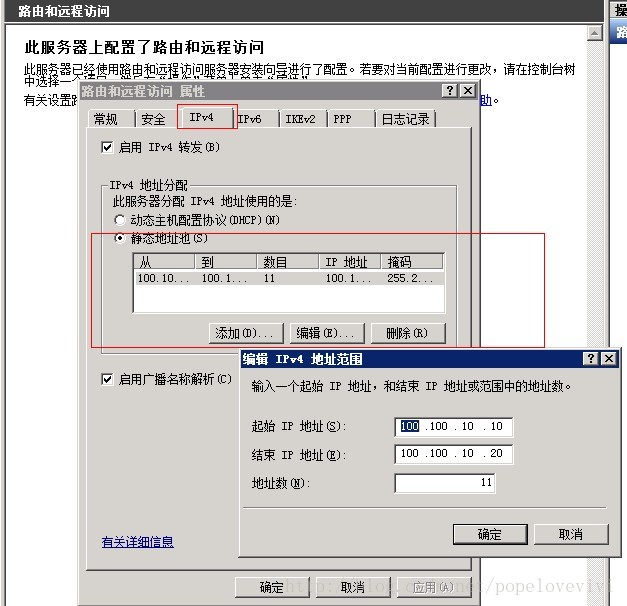 路由和远程访问
操
路
此服务器上配置了路由和远程访问
此服务器已经使用路由和远程访问服务器安装向导进行了配置。若要对当前配置进行更改，请在控制台树
中选择一个
有关设置路
助。
路由和远程访问 属性
常规 安全 IPv4 IPv6 IKEv2 PPP 日志记录
启用 IPv4 转发(B)
IPv4 地址分配
此服务器分配 IPv4 地址使用的是:
动态主机配置协议(DHCP)(N)
静态地址池(S)
从 到 数目 IP 地址 掩码
100.10... 100.1... 11 100.1... 255.2...
添加(D)... 编辑(E)... 删除(R)
启用广播名称解析(C)
有关详细信息
确定 取消 应用(A)
编辑 IPv4 地址范围
输入一个起始 IP 地址，和结束 IP 地址或范围中的地址数。
起始 IP 地址(S): 100 .100 . 10 . 10
结束 IP 地址(E): 100 .100 . 10 . 20
地址数(N): 11
确定 取消